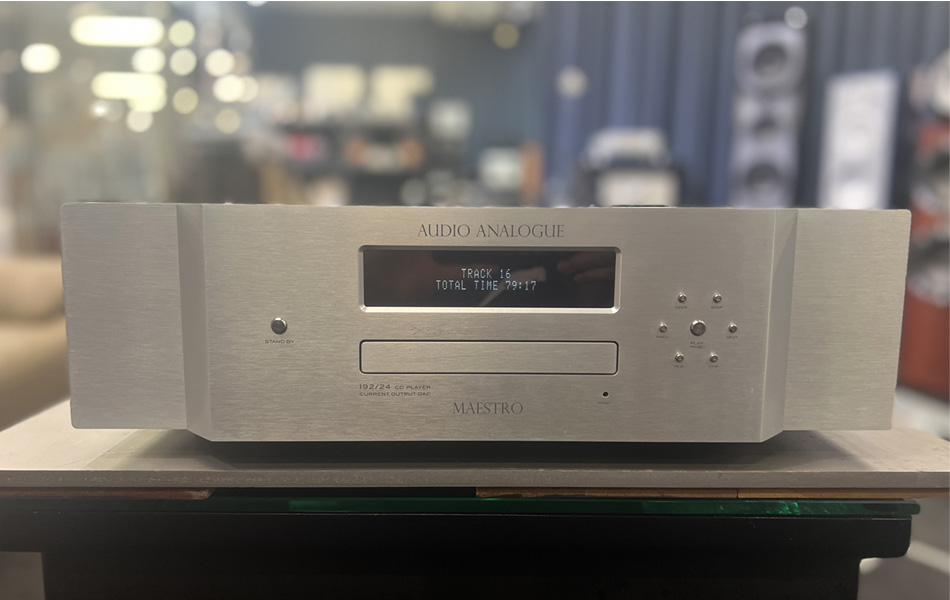 AUDIO ANALOGUE
TRACK 16
TOTAL TIME 79:17
STAND BY
192/24 CD PLAYER
CURRENT OUTPUT DAC
MAESTRO